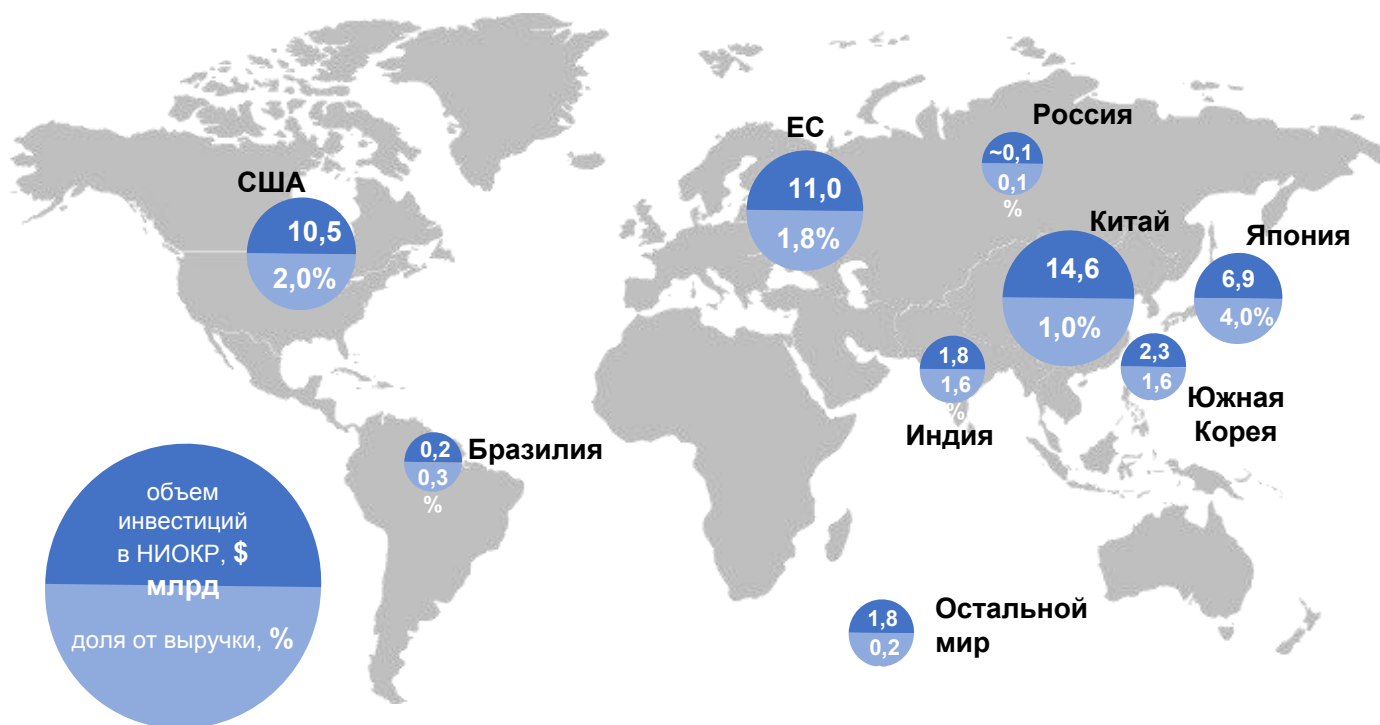 Россия
~0,1
0,1
%
ЕС
11,0
1,8%
США
10,5
2,0%
Китай
14,6
1,0%
Япония
6,9
4,0%
1,8
1,6
%
Индия
2,3
1,6
Южная
Корея
0,2
0,3
%
Бразилия
объем
инвестиций
в НИОКР, $
млрд
доля от выручки, %
1,8
0,2
Остальной
мир